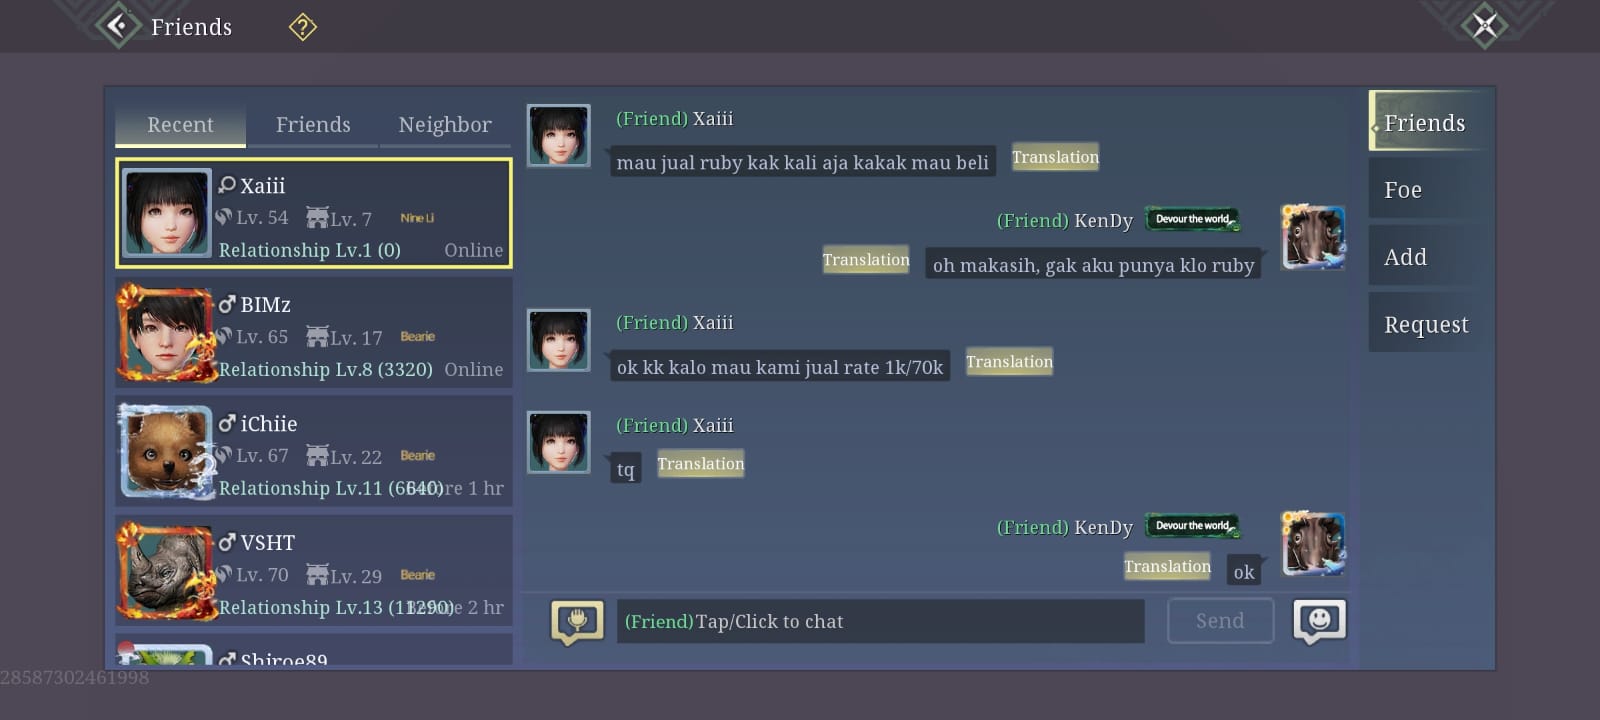 Friends
?
Recent
Friends
Neighbor
Xaiii
Lv. 54
Lv. 7
Nine Li
Relationship Lv.1 (0)
Online
BIMz
Lv. 65
Lv. 17
Bearie
Relationship Lv.8 (3320)
Online
iChiie
Lv. 67
Lv. 22
Bearie
Relationship Lv.11 (6640)
Before 1 hr
VSHT
Lv. 70
Lv. 29
Bearie
Relationship Lv.13 (11290)
Before 2 hr
Shiroe89
(Friend) Xaiii
mau jual ruby kak kali aja kakak mau beli
Translation
(Friend) KenDy
Devour the world
Translation
oh makasih, gak aku punya klo ruby
(Friend) Xaiii
ok kk kalo mau kami jual rate 1k/70k
Translation
(Friend) Xaiii
tq
Translation
(Friend) KenDy
Devour the world
Translation
ok
(Friend)Tap/Click to chat
Send
Friends
Foe
Add
Request
28587302461998